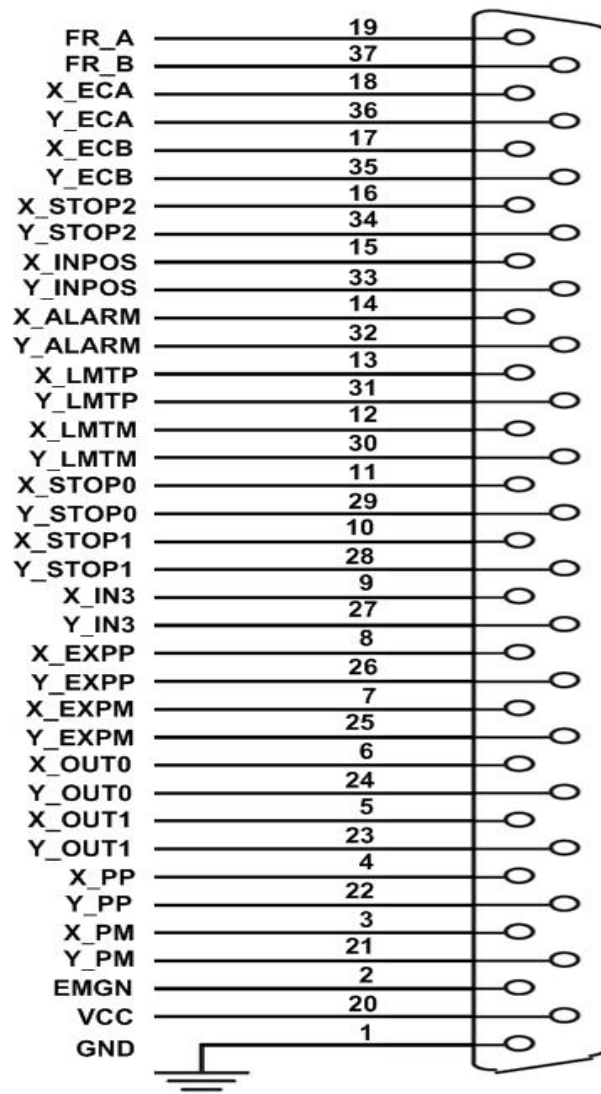 FR_A 19
FR_B 37
X_ECA 18
Y_ECA 36
X_ECB 17
Y_ECB 35
X_STOP2 16
Y_STOP2 34
X_INPOS 15
Y_INPOS 33
X_ALARM 14
Y_ALARM 32
X_LMTP 13
Y_LMTP 31
X_LMTM 12
Y_LMTM 30
X_STOP0 11
Y_STOP0 29
X_STOP1 10
Y_STOP1 28
X_IN3 9
Y_IN3 27
X_EXPP 8
Y_EXPP 26
X_EXPM 7
Y_EXPM 25
X_OUT0 6
Y_OUT0 24
X_OUT1 5
Y_OUT1 23
X_PP 4
Y_PP 22
X_PM 3
Y_PM 21
EMGN 2
VCC 20
GND 1